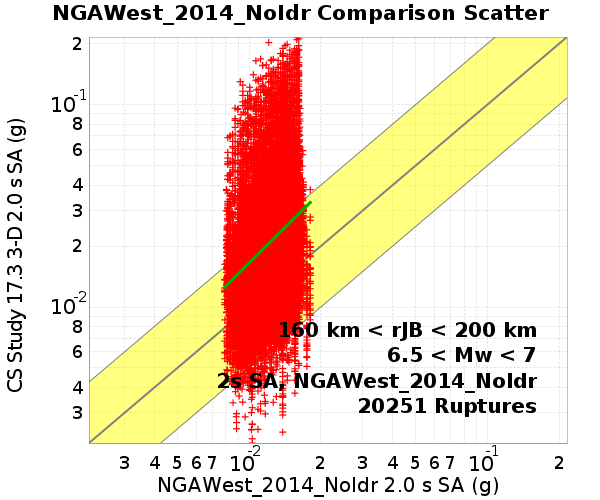 NGAWest_2014_NoIdr Comparison Scatter
CS Study 17.3 3-D 2.0 s SA (g)
2
10^-1
8
6
4
3
2
10^-2
8
6
4
3
160 km < rJB < 200 km
6.5 < Mw < 7
2s SA, NGAWest_2014_NoIdr
20251 Ruptures
3 4 5 6 7 10^-2 2 3 4 5 6 7 10^-1 2
NGAWest_2014_NoIdr 2.0 s SA (g)